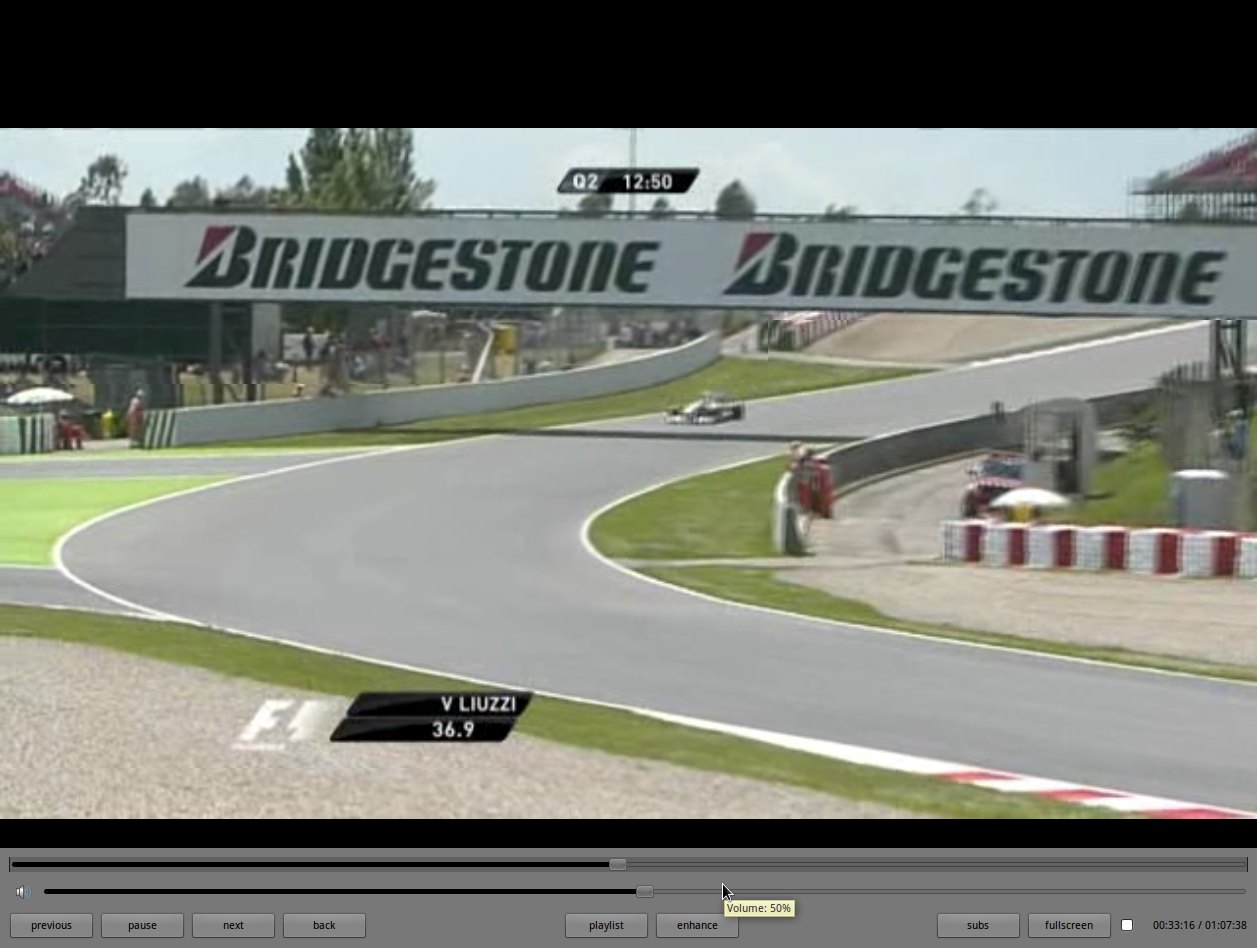 Q2 12:50
BRIDGESTONE BRIDGESTONE
F1
V LIUZZI
36.9
Volume: 50%
previous pause next back playlist enhance subs fullscreen 00:33:16 / 01:07:38